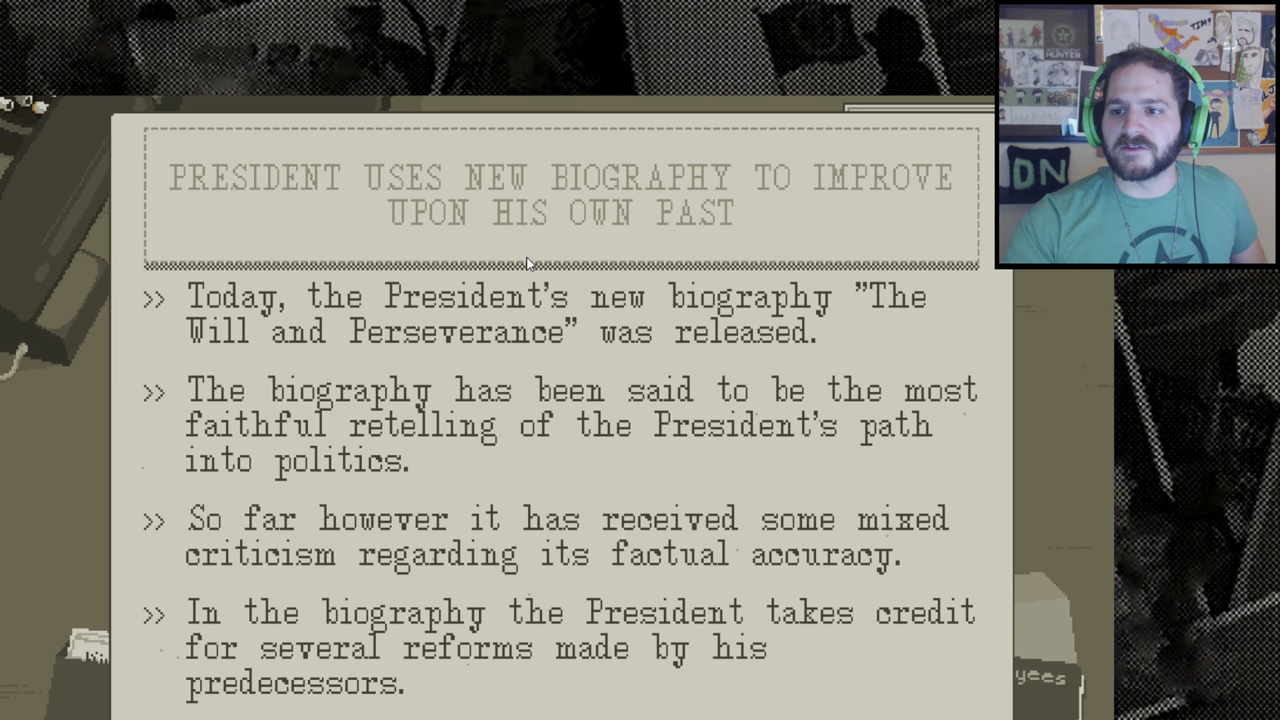 PRESIDENT USES NEW BIOGRAPHY TO IMPROVE
UPON HIS OWN PAST
>> Today, the President's new biography "The
Will and Perseverance" was released.
>> The biography has been said to be the most
faithful retelling of the President's path
into politics.
>> So far however it has received some mixed
criticism regarding its factual accuracy.
>> In the biography the President takes credit
for several reforms made by his
predecessors.
yees
HUNTER
TIM
DN